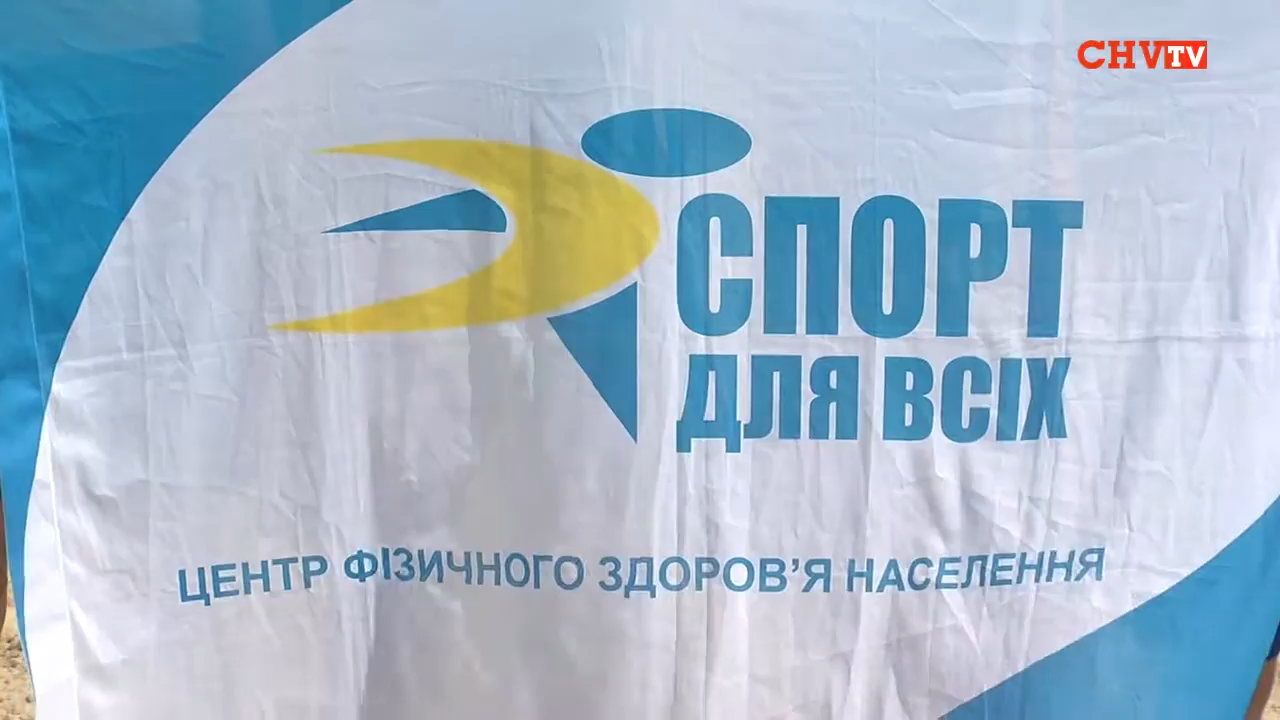 CHVTV
СПОРТ
ДЛЯ ВСІХ
ЦЕНТР ФІЗИЧНОГО ЗДОРОВ'Я НАСЕЛЕННЯ